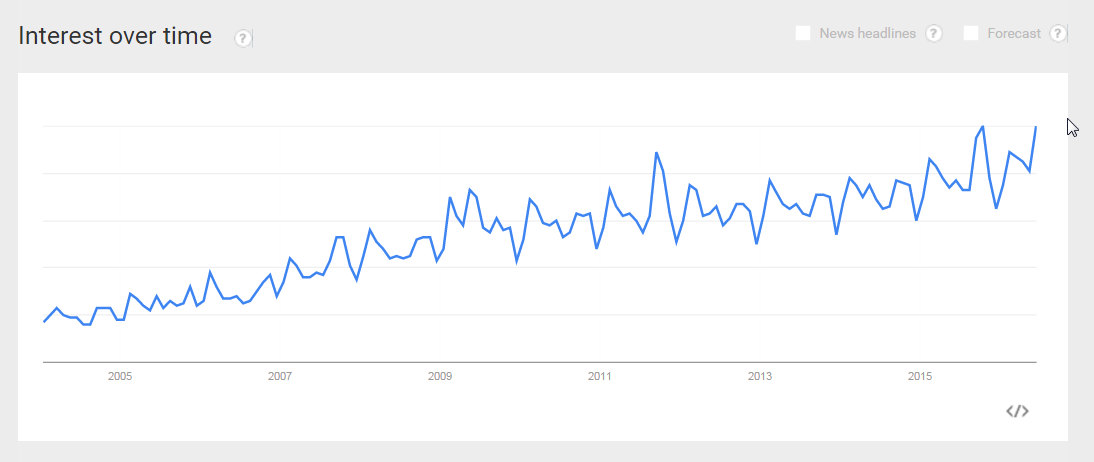 Interest over time ?
News headlines ? Forecast ?
2005 2007 2009 2011 2013 2015
</>